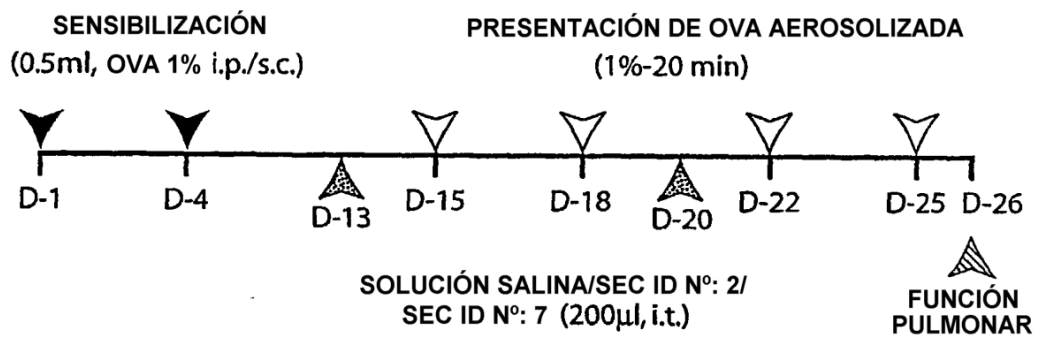 SENSIBILIZACIÓN
(0.5ml, OVA 1% i.p./s.c.)
PRESENTACIÓN DE OVA AEROSOLIZADA
(1%-20 min)
D-1
D-4
D-13
D-15
D-18
D-20
D-22
D-25
D-26
SOLUCIÓN SALINA/SEC ID Nº: 2/
SEC ID Nº: 7 (200µl, i.t.)
FUNCIÓN
PULMONAR